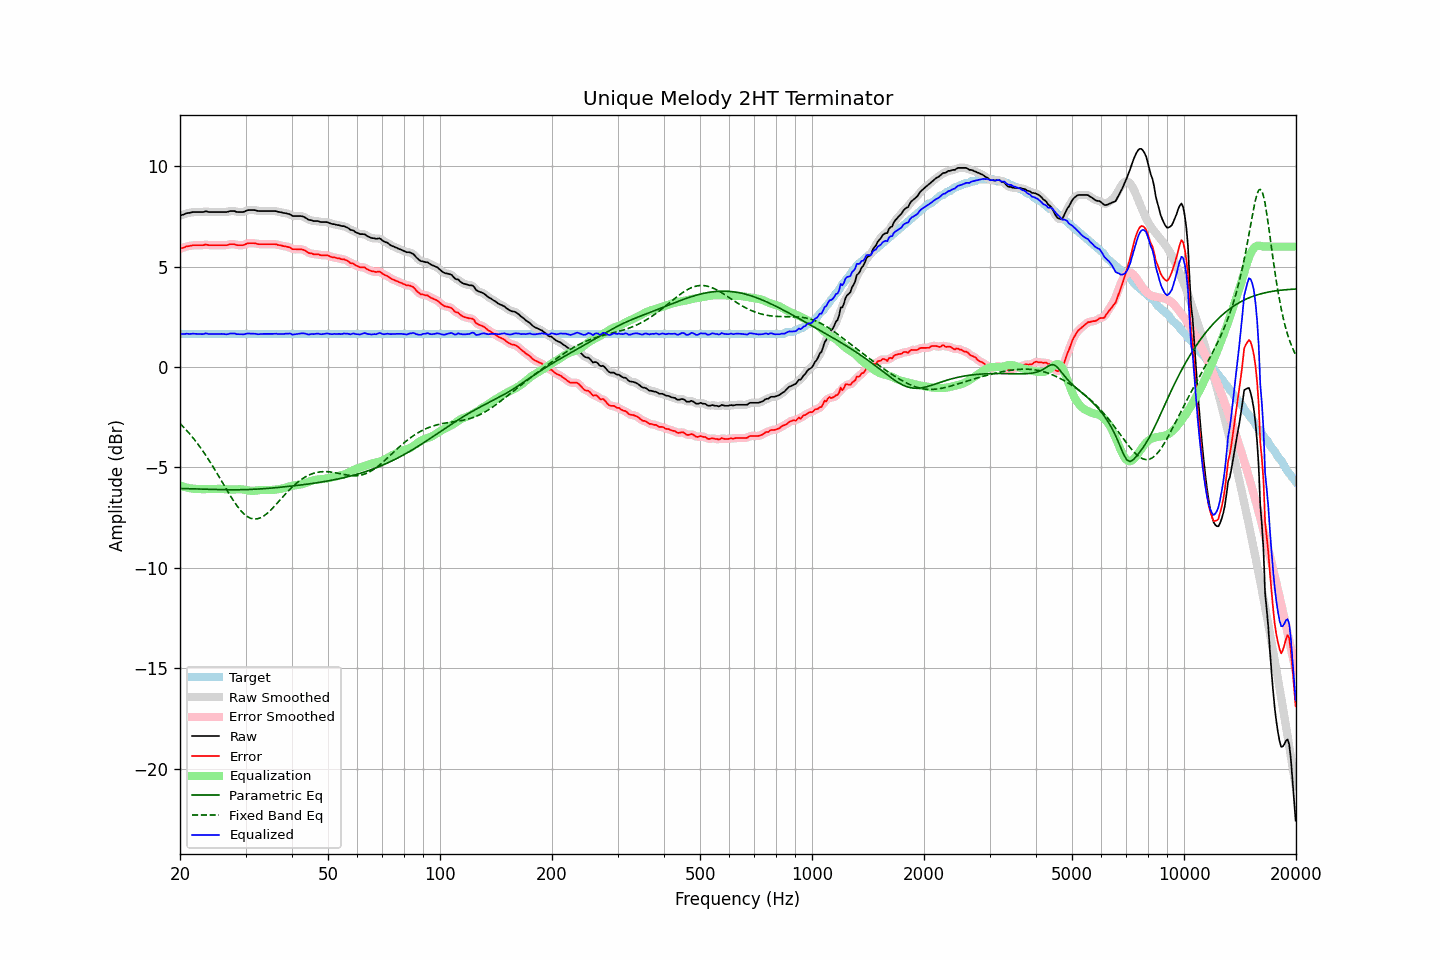 Unique Melody 2HT Terminator
10
5
0
−5
−10
−15
−20
Amplitude (dBr)
Target
Raw Smoothed
Error Smoothed
Raw
Error
Equalization
Parametric Eq
Fixed Band Eq
Equalized
20 50 100 200 500 1000 2000 5000 10000 20000
Frequency (Hz)